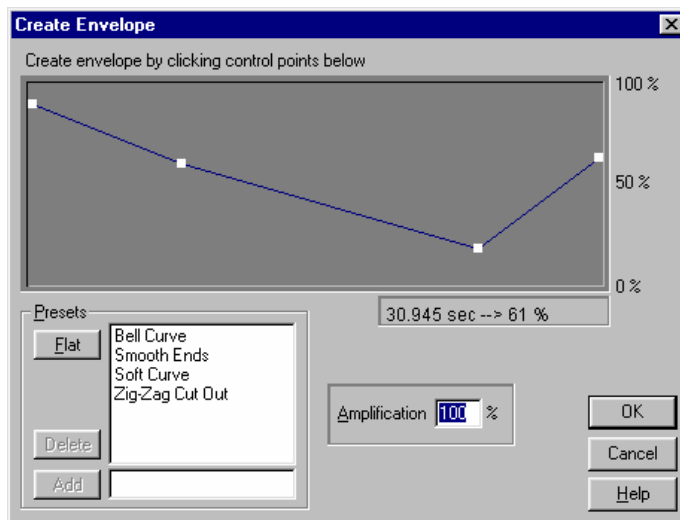 Create Envelope
Create envelope by clicking control points below
100 %
50 %
0 %
30.945 sec --> 61 %
Presets
Flat
Bell Curve
Smooth Ends
Soft Curve
Zig-Zag Cut Out
Delete
Add
Amplification 100 %
OK
Cancel
Help